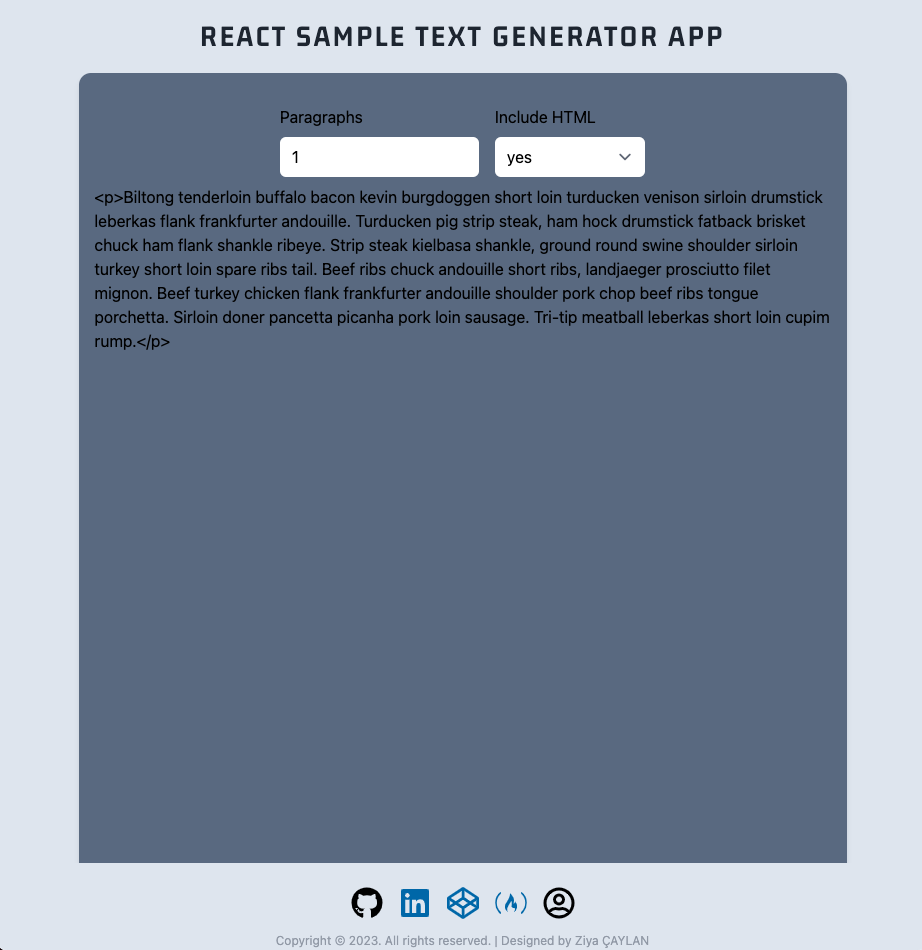 REACT SAMPLE TEXT GENERATOR APP
Paragraphs
Include HTML
1
yes
<p>Biltong tenderloin buffalo bacon kevin burgdoggen short loin turducken venison sirloin drumstick
leberkas flank frankfurter andouille. Turducken pig strip steak, ham hock drumstick fatback brisket
chuck ham flank shankle ribeye. Strip steak kielbasa shankle, ground round swine shoulder sirloin
turkey short loin spare ribs tail. Beef ribs chuck andouille short ribs, landjaeger prosciutto filet
mignon. Beef turkey chicken flank frankfurter andouille shoulder pork chop beef ribs tongue
porchetta. Sirloin doner pancetta picanha pork loin sausage. Tri-tip meatball leberkas short loin cupim
rump.</p>
in
Copyright © 2023. All rights reserved. | Designed by Ziya ÇAYLAN